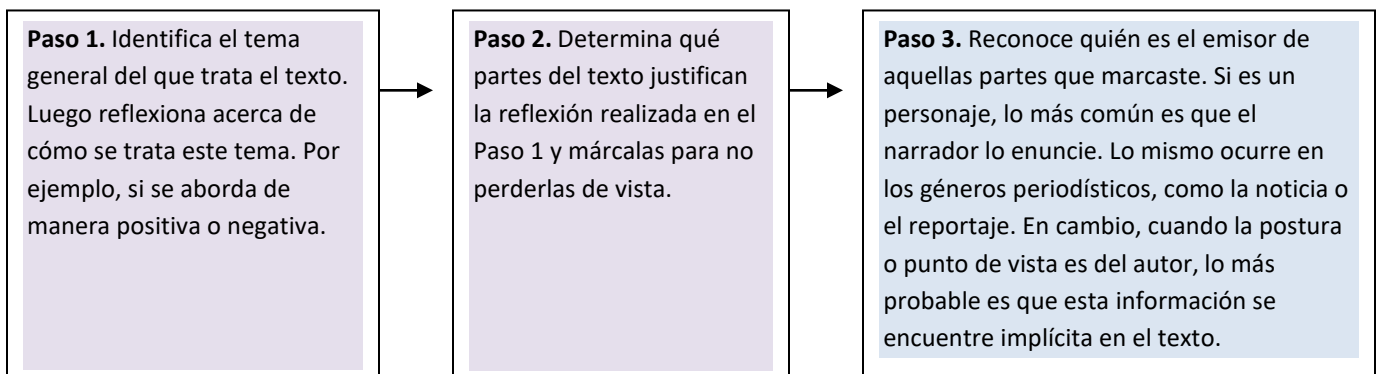 Paso 1. Identifica el tema
general del que trata el texto.
Luego reflexiona acerca de
cómo se trata este tema. Por
ejemplo, si se aborda de
manera positiva o negativa.
Paso 2. Determina qué
partes del texto justifican
la reflexión realizada en el
Paso 1 y márcalas para no
perderlas de vista.
Paso 3. Reconoce quién es el emisor de
aquellas partes que marcaste. Si es un
personaje, lo más común es que el
narrador lo enuncie. Lo mismo ocurre en
los géneros periodísticos, como la noticia o
el reportaje. En cambio, cuando la postura
o punto de vista es del autor, lo más
probable es que esta información se
encuentre implícita en el texto.